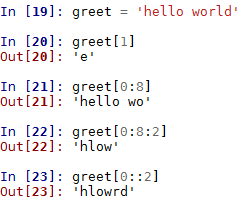 In [19]: greet = 'hello world'
In [20]: greet[1]
Out[20]: 'e'
In [21]: greet[0:8]
Out[21]: 'hello wo'
In [22]: greet[0:8:2]
Out[22]: 'hlow'
In [23]: greet[0::2]
Out[23]: 'hlowrd'